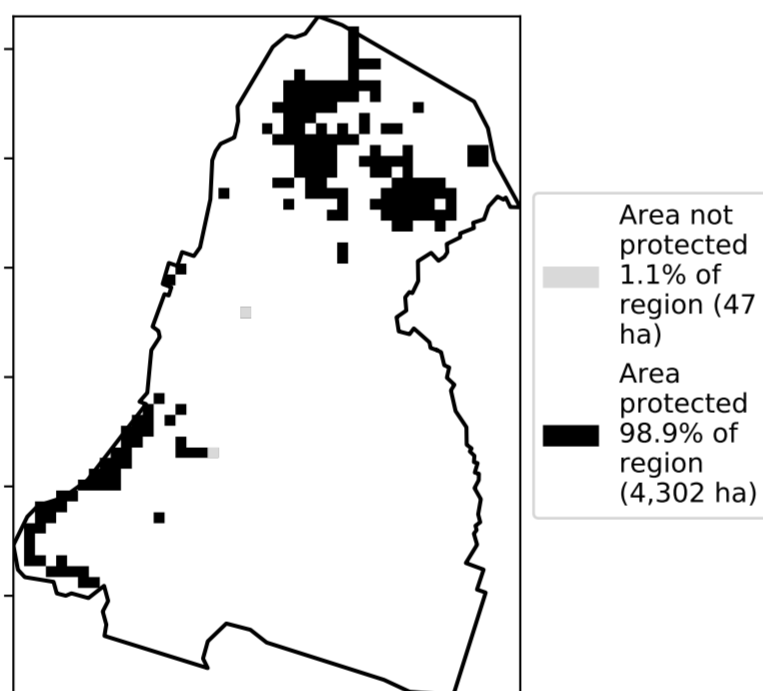 Area not
protected
1.1% of
region (47
ha)
Area
protected
98.9% of
region
(4,302 ha)